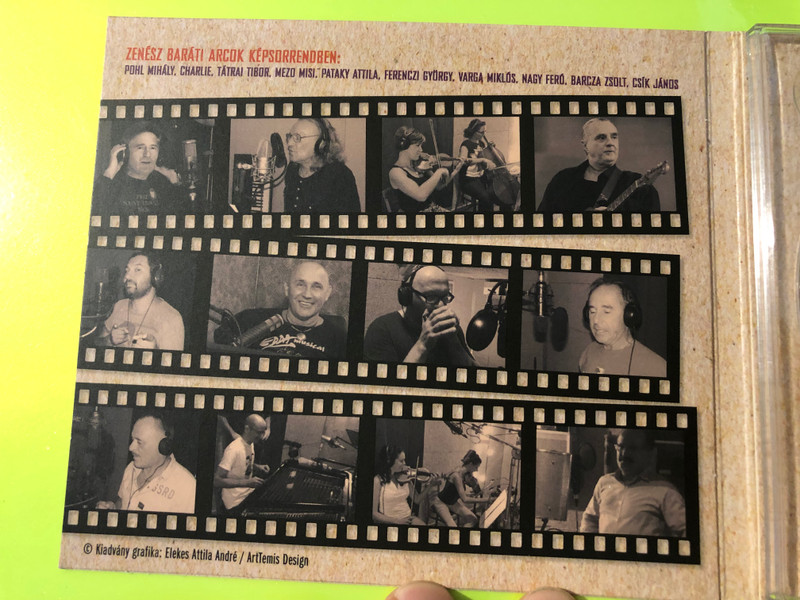 ZENÉSZ BARÁTI ARCOK KÉPSORRENDBEN:
POHL MIHÁLY, CHARLIE, TÁTRAI TIBOR, MEZO MISI, PATAKY ATTILA, FERENCZI GYÖRGY, VARGA MIKLÓS, NAGY FERÓ, BARCZA ZSOLT, CSÍK JÁNOS
© Kiadvány grafika: Elekes Attila André / ArtTemis Design